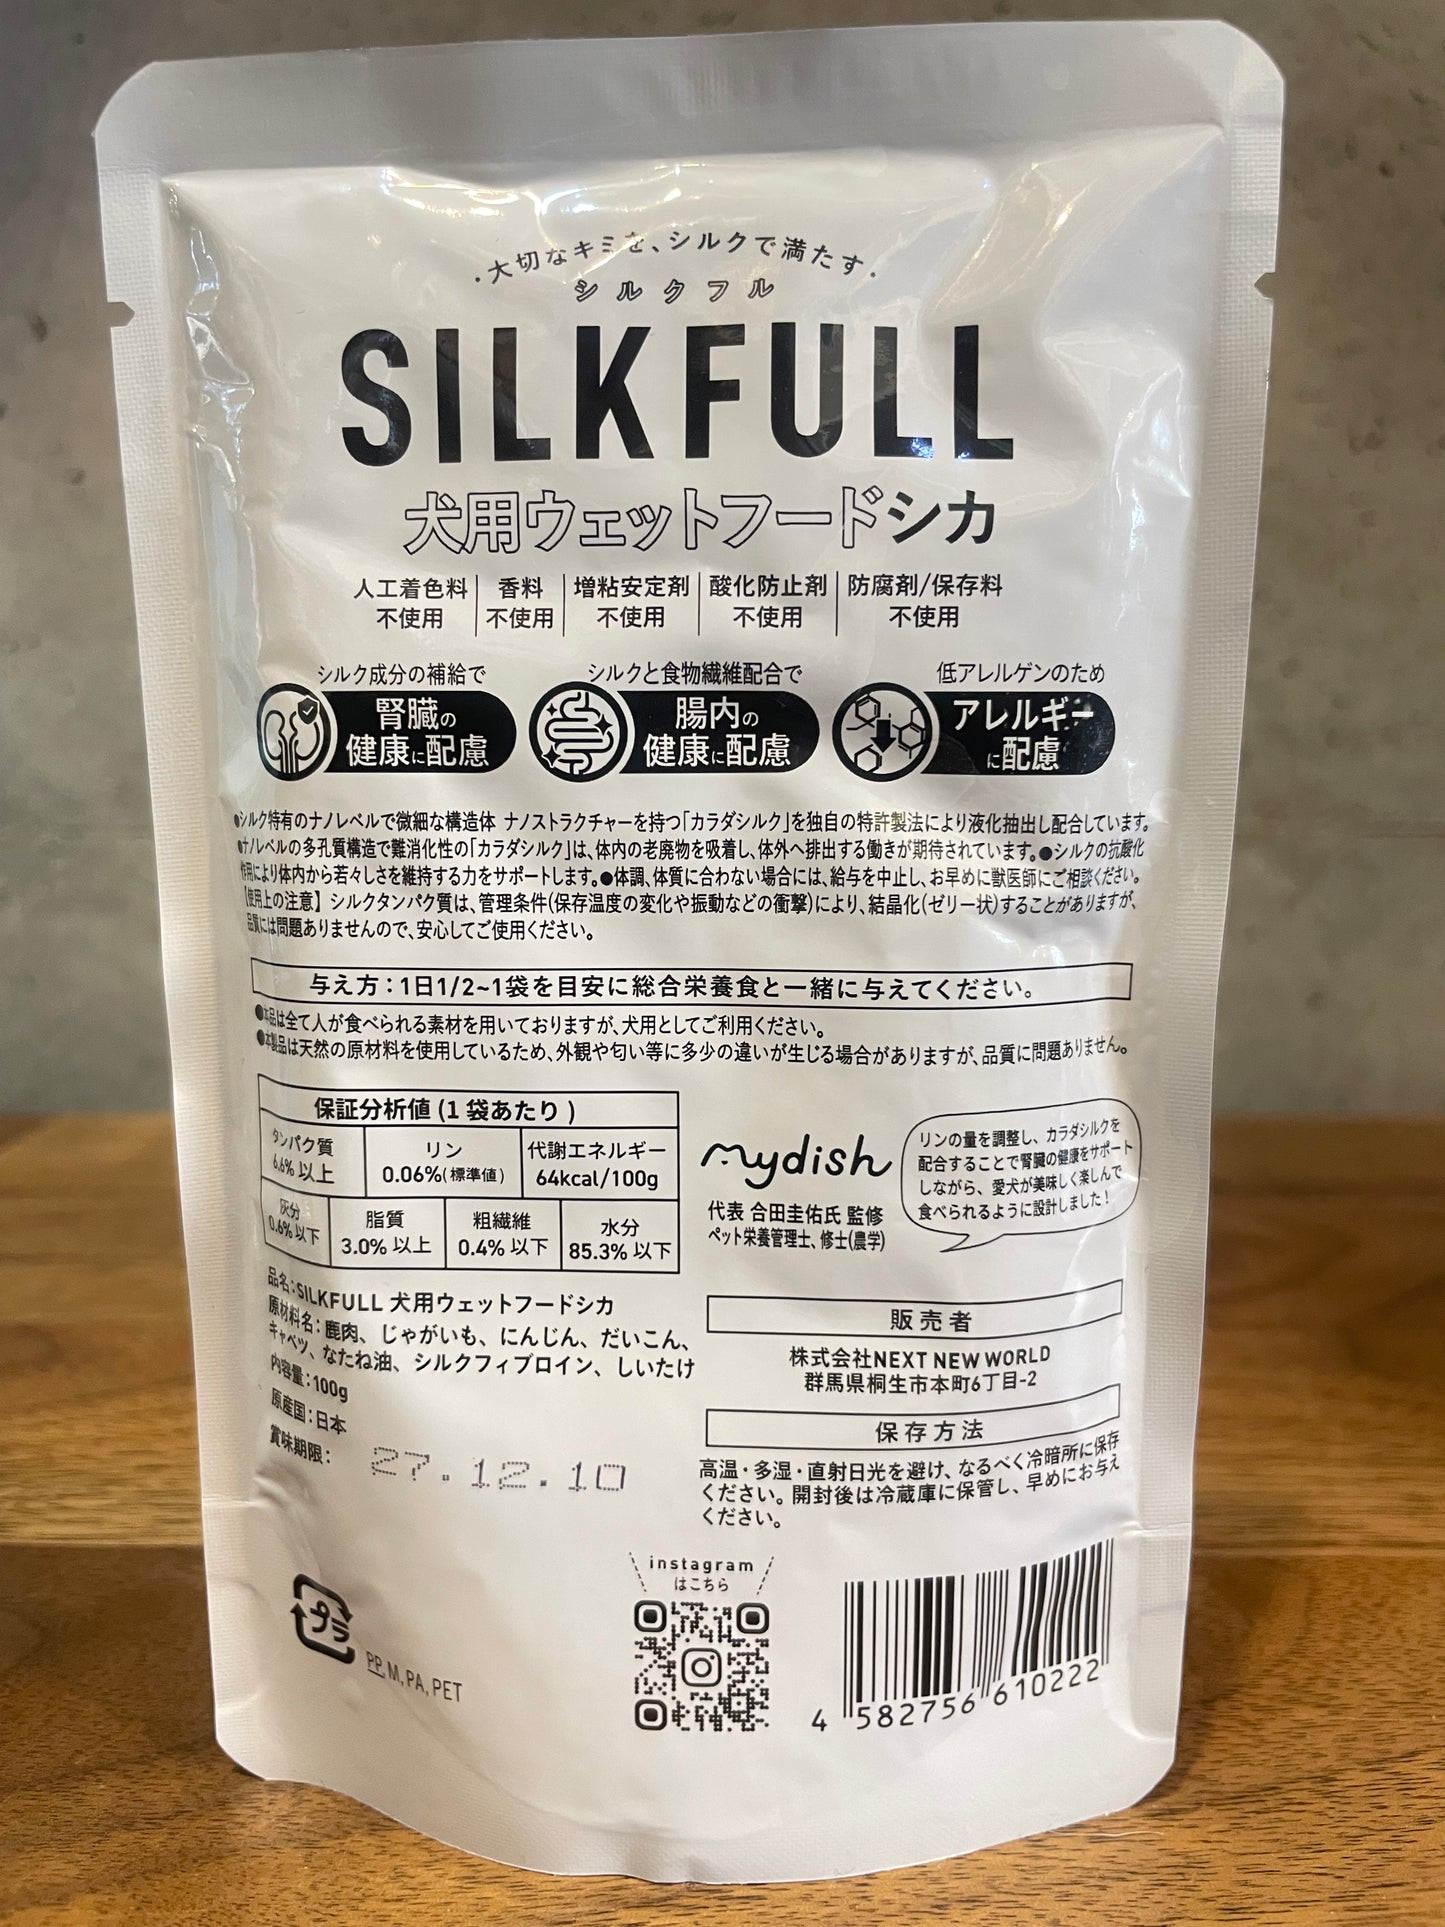 ・大切なキミを、シルクで満たす・
シルクフル
SILKFULL
犬用ウェットフードシカ
人工着色料 不使用
香料 不使用
増粘安定剤 不使用
酸化防止剤 不使用
防腐剤/保存料 不使用
シルク成分の補給で
腎臓の
健康に配慮
シルクと食物繊維配合で
腸内の
健康に配慮
低アレルゲンのため
アレルギー
に配慮
●シルク特有のナノレベルで微細な構造体 ナノストラクチャーを持つ「カラダシルク」を独自の特許製法により液化抽出し配合しています。
●ナノレベルの多孔質構造で難消化性の「カラダシルク」は、体内の老廃物を吸着し、体外へ排出する働きが期待されています。●シルクの抗酸化
作用により体内から若々しさを維持する力をサポートします。●体調、体質に合わない場合には、給与を中止し、お早めに獣医師にご相談ください。
【使用上の注意】シルクタンパク質は、管理条件(保存温度の変化や振動などの衝撃)により、結晶化(ゼリー状)することがありますが、
品質には問題ありませんので、安心してご使用ください。
与え方：1日1/2~1袋を目安に総合栄養食と一緒に与えてください。
●本品は全て人が食べられる素材を用いておりますが、犬用としてご利用ください。
●本製品は天然の原材料を使用しているため、外観や匂い等に多少の違いが生じる場合がありますが、品質に問題ありません。
保証分析値(1袋あたり)
タンパク質 6.6%以上
リン 0.06%(標準値)
代謝エネルギー 64kcal/100g
灰分 0.6%以下
脂質 3.0%以上
粗繊維 0.4%以下
水分 85.3%以下
mydish
代表 合田圭佑氏 監修
ペット栄養管理士、修士(農学)
リンの量を調整し、カラダシルクを
配合することで腎臓の健康をサポート
しながら、愛犬が美味しく楽しんで
食べられるように設計しました！
品名：SILKFULL 犬用ウェットフードシカ
原材料名：鹿肉、じゃがいも、にんじん、だいこん、
キャベツ、なたね油、シルクフィブロイン、しいたけ
内容量：100g
原産国：日本
賞味期限： 27.12.10
販売者
株式会社NEXT NEW WORLD
群馬県桐生市本町6丁目-2
保存方法
高温・多湿・直射日光を避け、なるべく冷暗所に保存
ください。開封後は冷蔵庫に保管し、早めにお与え
ください。
プラ
PP,M,PA,PET
instagram
はこちら
4 582756 610222